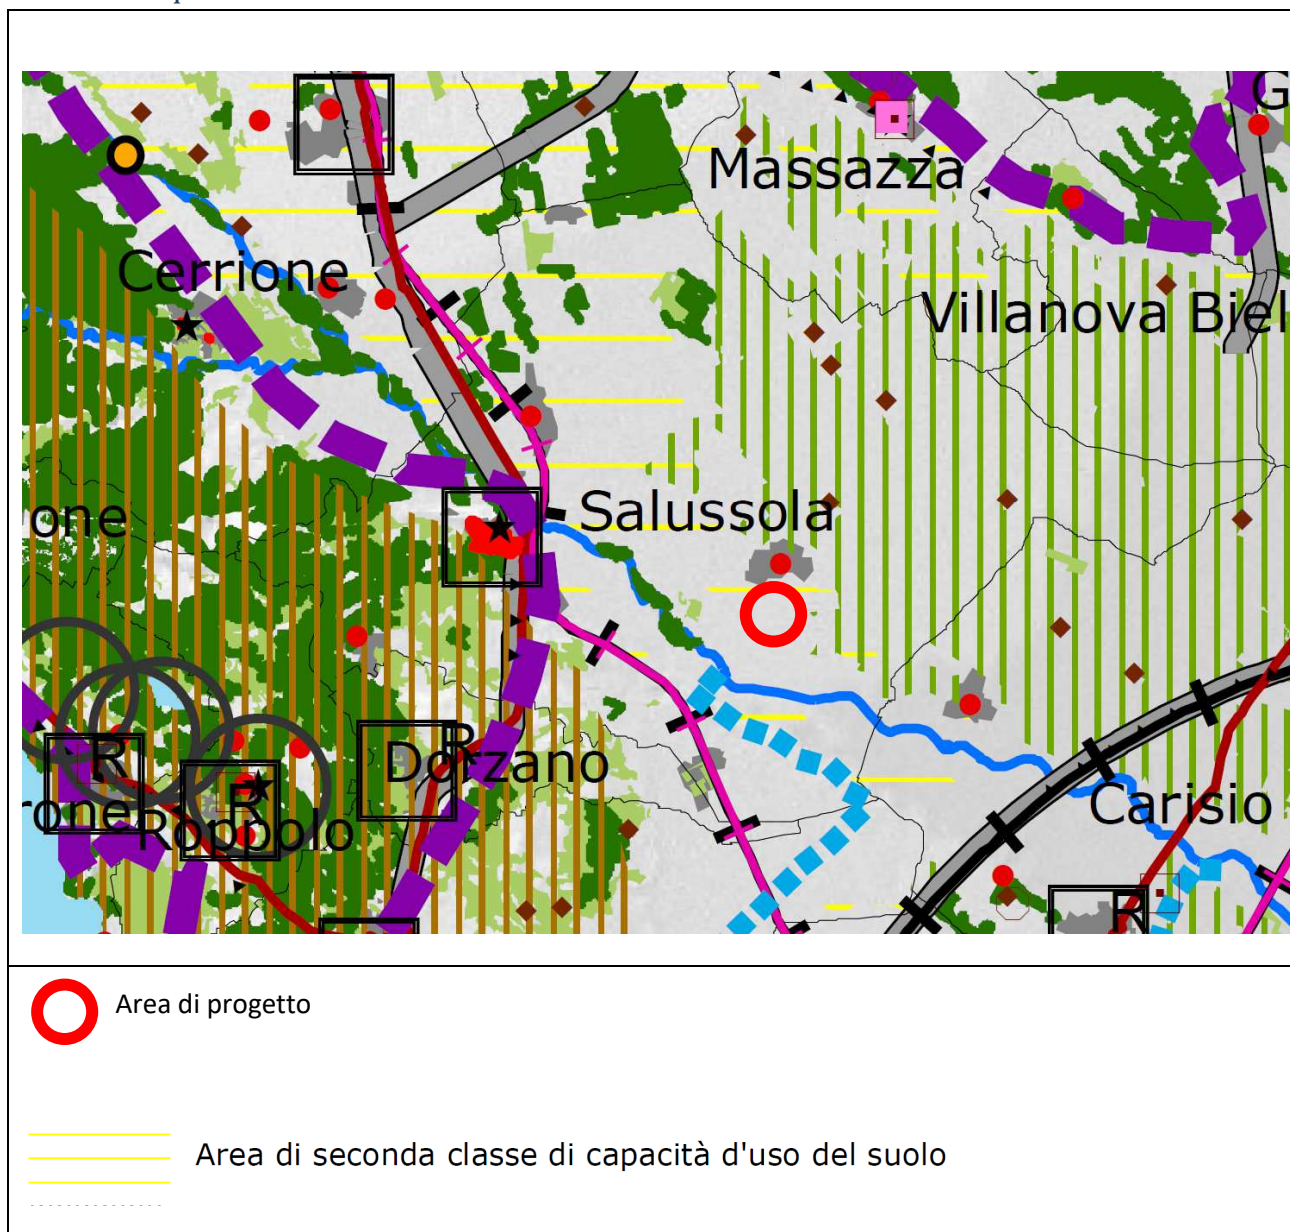 G
Massazza
Cerrione
Villanova Biel
one
Salussola
R
R
Dorzano
R
rone
Roppolo
Carisio
R
Area di progetto
Area di seconda classe di capacità d'uso del suolo